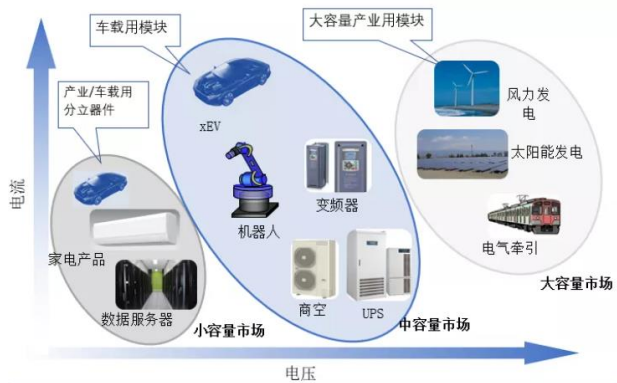 车载用模块
大容量产业用模块
产业/车载用
分立器件
风力发
电
太阳能发电
xEV
变频器
电流
机器人
电气牵引
家电产品
大容量市场
商空
UPS
数据服务器
小容量市场
中容量市场
电压